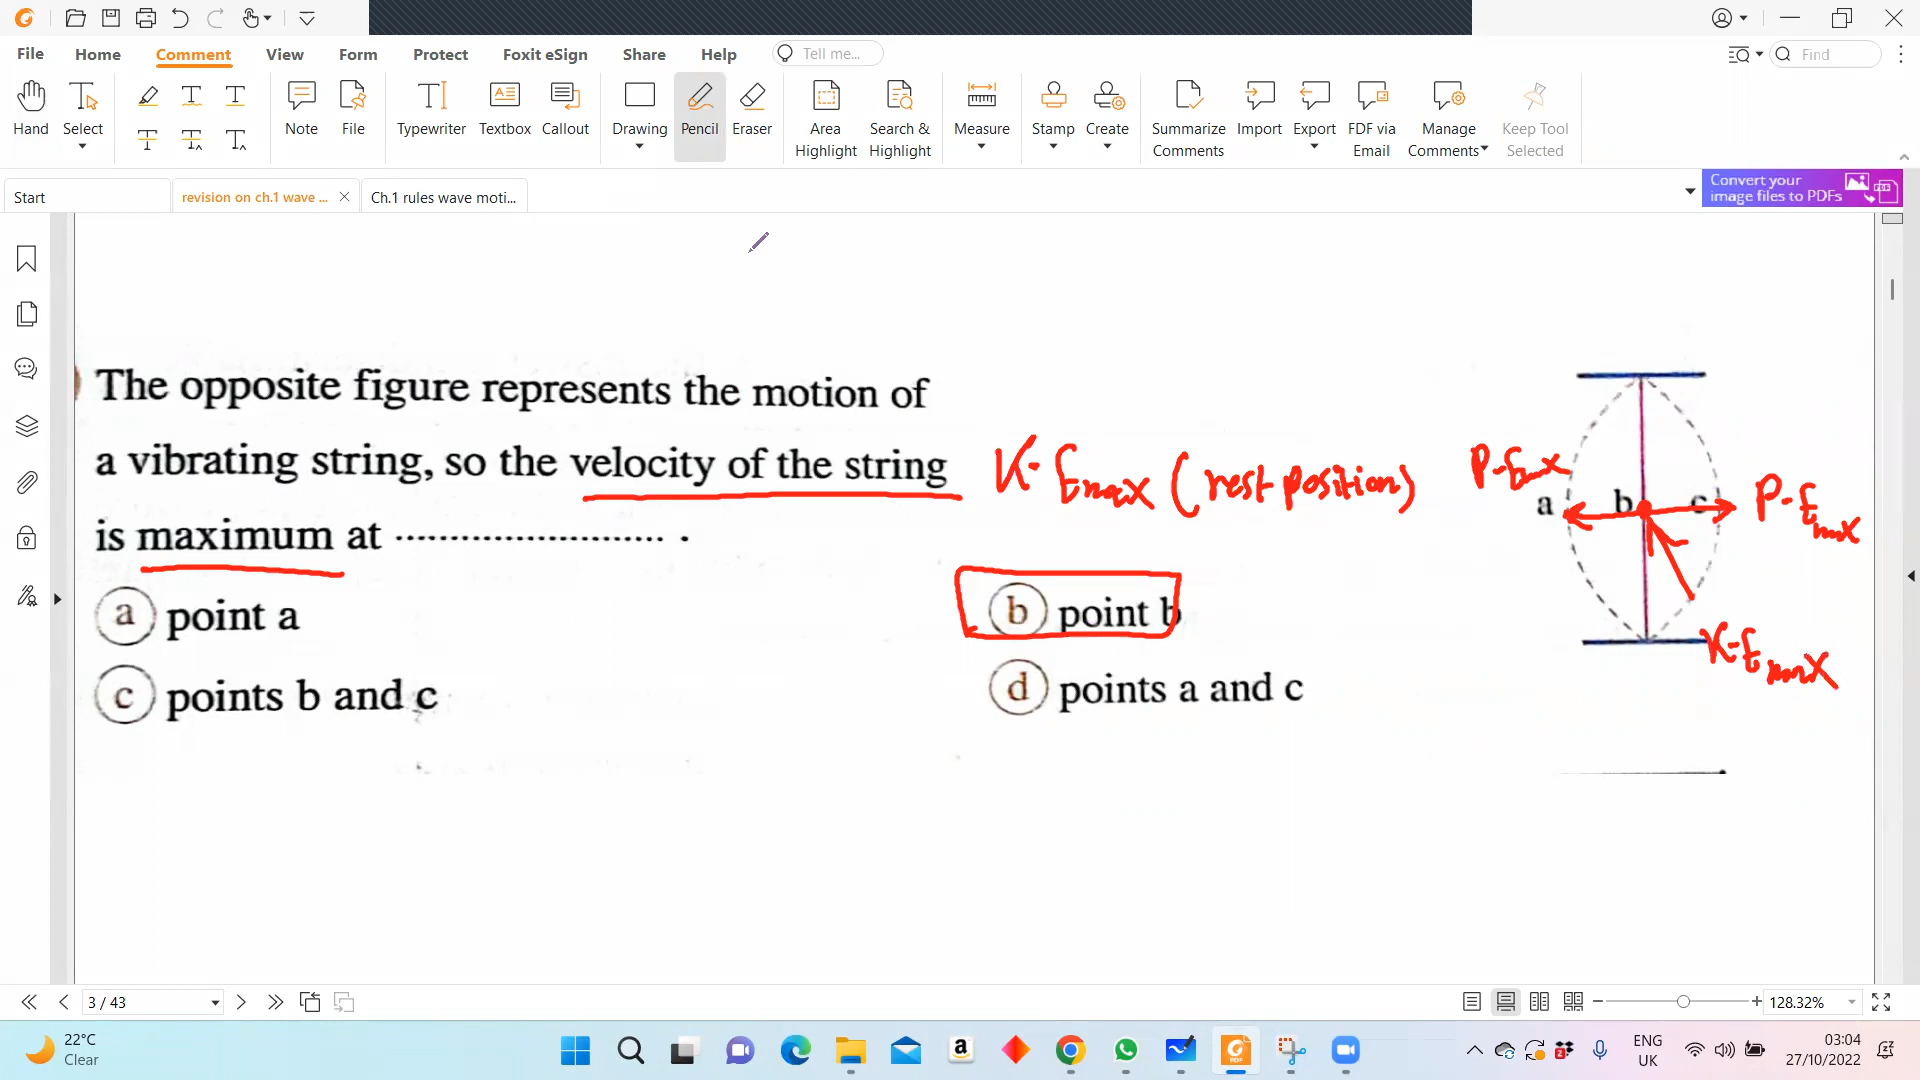 File
Home
Comment
View
Form
Protect
Foxit eSign
Share
Help
Tell me...
Find
Hand
Select
Note
File
Typewriter
Textbox
Callout
Drawing
Pencil
Eraser
Area Highlight
Search & Highlight
Measure
Stamp
Create
Summarize Comments
Import
Export
FDF via Email
Manage Comments
Keep Tool Selected
Start
revision on ch.1 wave ...
Ch.1 rules wave moti...
Convert your
image files to PDFs
The opposite figure represents the motion of
a vibrating string, so the velocity of the string
is maximum at ........................ .
K-Emax (rest position)
a point a
b point b
c points b and c
d points a and c
P-Emax
a b c
P-Emax
K-Emax
3 / 43
128.32%
22°C
Clear
ENG
UK
03:04
27/10/2022